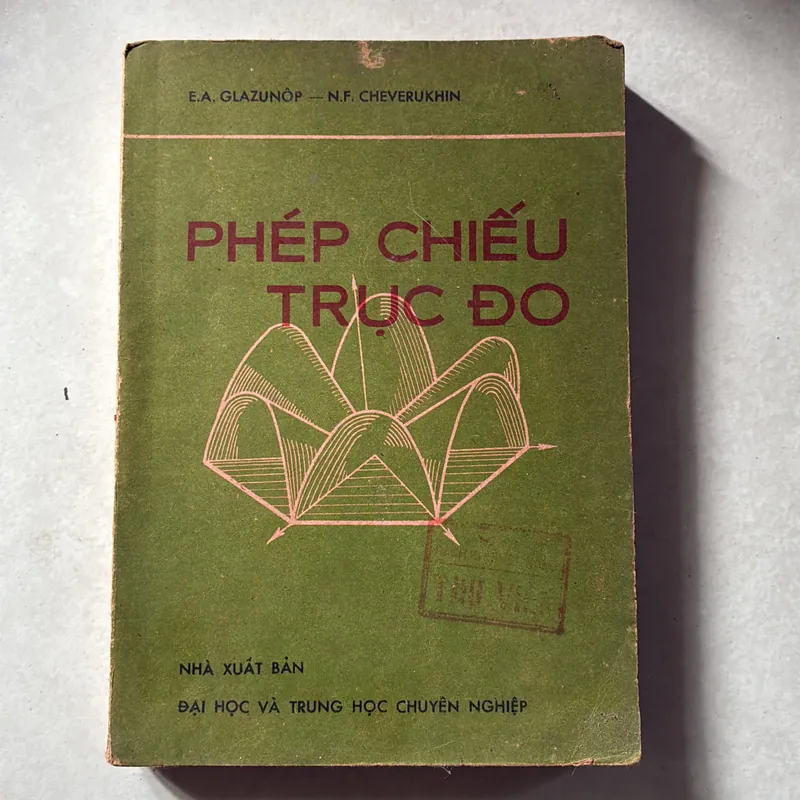 E.A. GLAZUNÔP — N.F. CHEVERUKHIN
PHÉP CHIẾU
TRỤC ĐO
NHÀ XUẤT BẢN
ĐẠI HỌC VÀ TRUNG HỌC CHUYÊN NGHIỆP